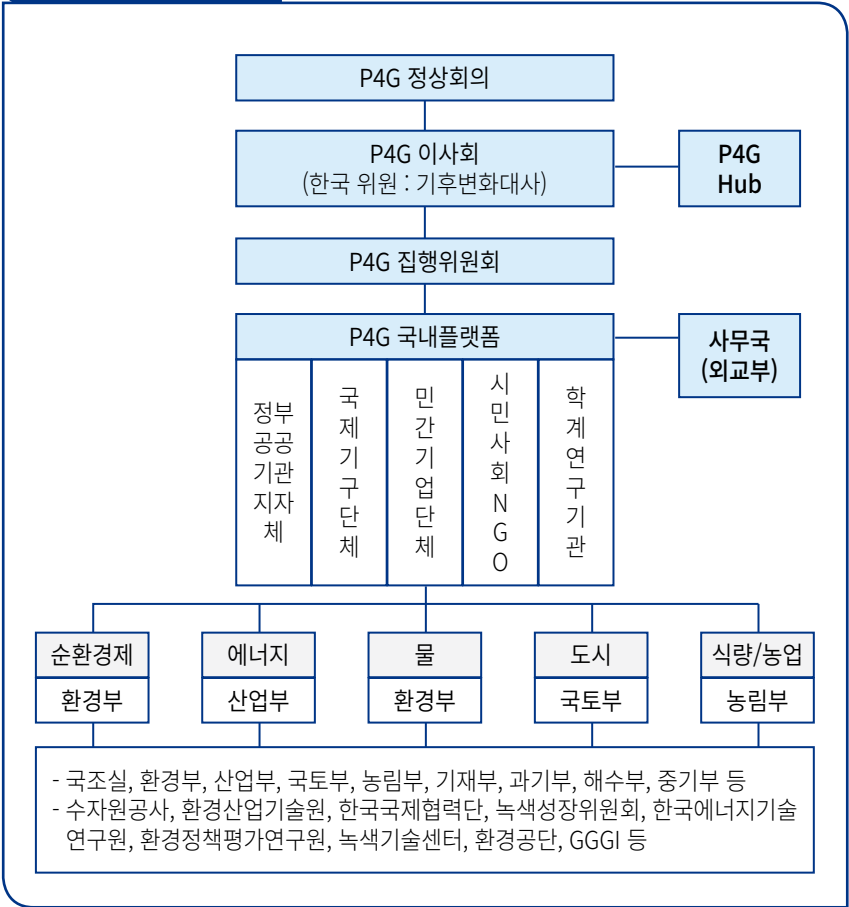 P4G 정상회의
P4G 이사회
(한국 위원 : 기후변화대사)
P4G
Hub
P4G 집행위원회
P4G 국내플랫폼
사무국
(외교부)
정부
공공
기관
지자
체
국
제
기
구
단
체
민
간
기
업
단
체
시
민
사
회
N
G
O
학
계
연
구
기
관
순환경제
환경부
에너지
산업부
물
환경부
도시
국토부
식량/농업
농림부
- 국조실, 환경부, 산업부, 국토부, 농림부, 기재부, 과기부, 해수부, 중기부 등
- 수자원공사, 환경산업기술원, 한국국제협력단, 녹색성장위원회, 한국에너지기술
연구원, 환경정책평가연구원, 녹색기술센터, 환경공단, GGGI 등